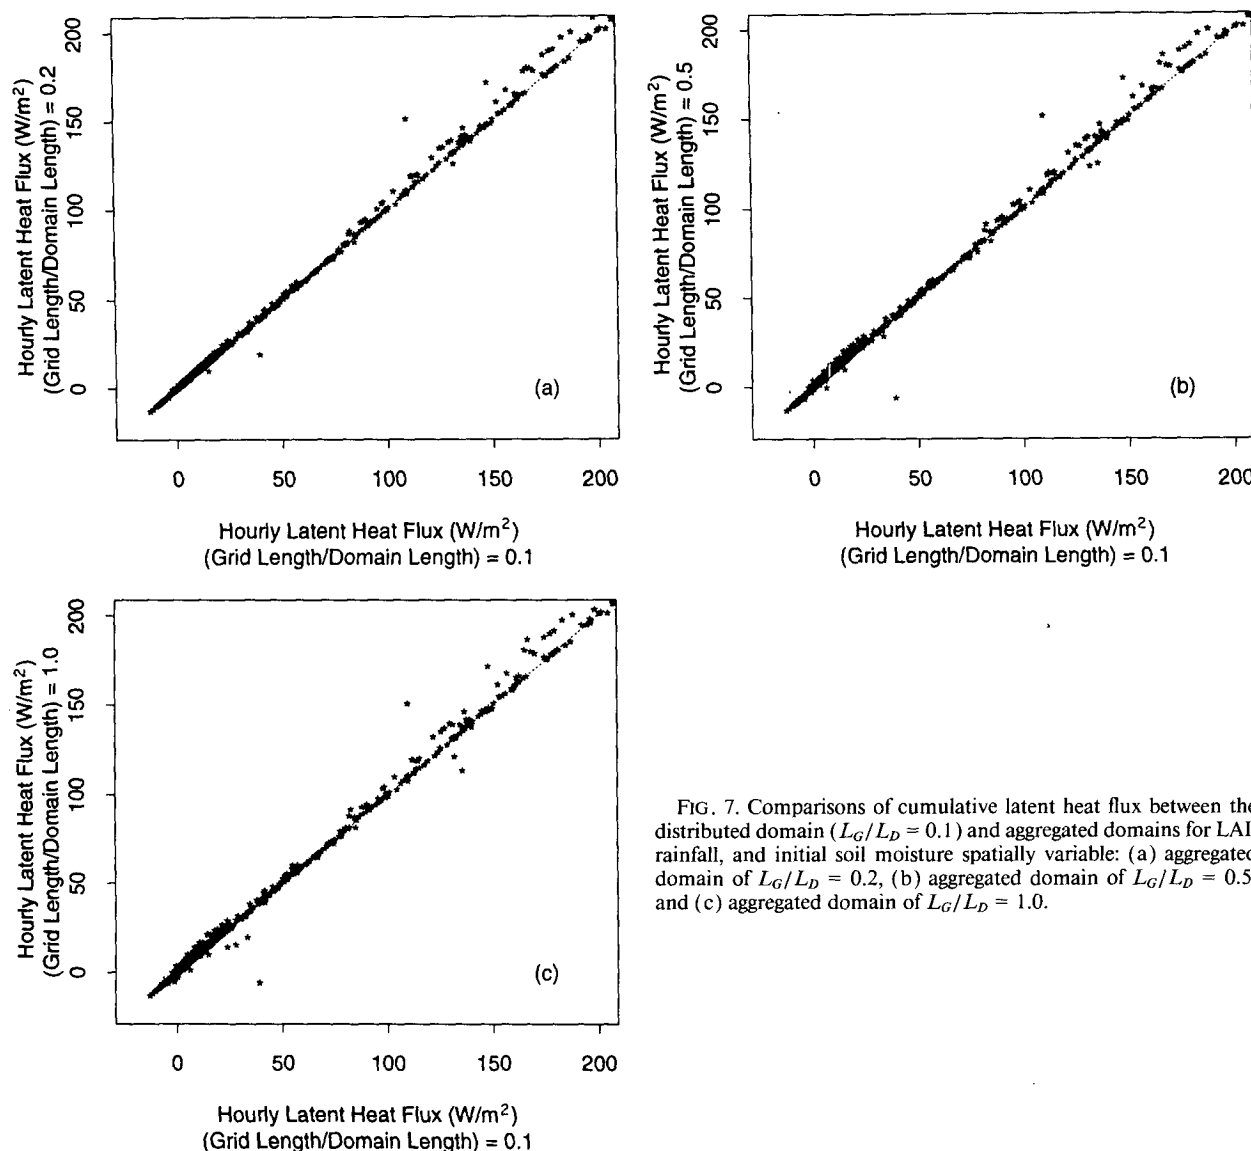 Hourly Latent Heat Flux (W/m²)
(Grid Length/Domain Length) = 0.2
200
150
100
50
0
(a)
0 50 100 150 200
Hourly Latent Heat Flux (W/m²)
(Grid Length/Domain Length) = 0.1
Hourly Latent Heat Flux (W/m²)
(Grid Length/Domain Length) = 0.5
200
150
100
50
0
(b)
0 50 100 150 200
Hourly Latent Heat Flux (W/m²)
(Grid Length/Domain Length) = 0.1
Hourly Latent Heat Flux (W/m²)
(Grid Length/Domain Length) = 1.0
200
150
100
50
0
(c)
0 50 100 150 200
Hourly Latent Heat Flux (W/m²)
(Grid Length/Domain Length) = 0.1
FIG. 7. Comparisons of cumulative latent heat flux between the
distributed domain (L_G/L_D = 0.1) and aggregated domains for LAI
rainfall, and initial soil moisture spatially variable: (a) aggregated
domain of L_G/L_D = 0.2, (b) aggregated domain of L_G/L_D = 0.5
and (c) aggregated domain of L_G/L_D = 1.0.